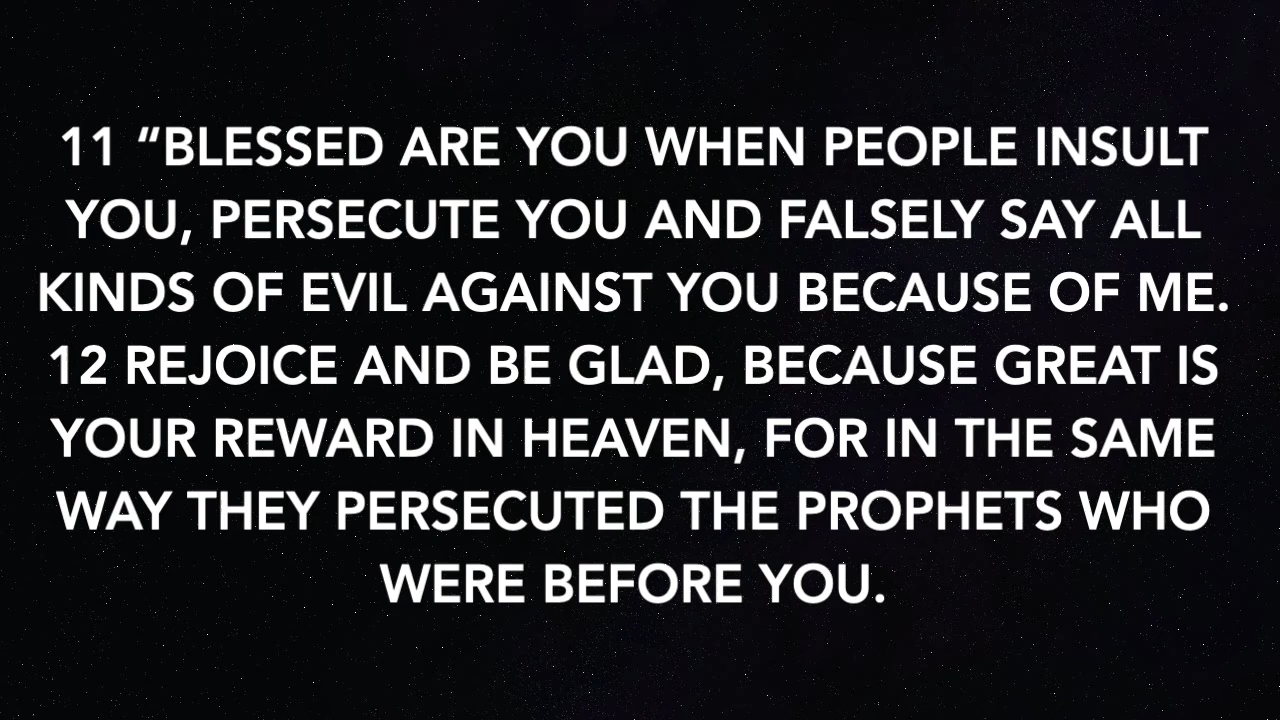 11 “BLESSED ARE YOU WHEN PEOPLE INSULT
YOU, PERSECUTE YOU AND FALSELY SAY ALL
KINDS OF EVIL AGAINST YOU BECAUSE OF ME.
12 REJOICE AND BE GLAD, BECAUSE GREAT IS
YOUR REWARD IN HEAVEN, FOR IN THE SAME
WAY THEY PERSECUTED THE PROPHETS WHO
WERE BEFORE YOU.